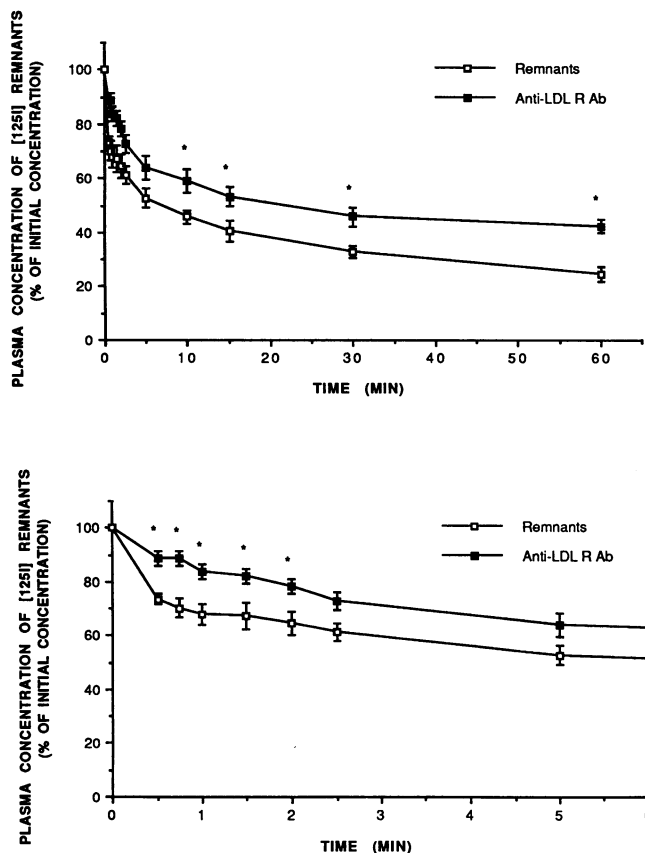 PLASMA CONCENTRATION OF [125I] REMNANTS
(% OF INITIAL CONCENTRATION)
100
80
60
40
20
0
Remnants
Anti-LDL R Ab
* * * *
0 10 20 30 40 50 60
TIME (MIN)
PLASMA CONCENTRATION OF [125I] REMNANTS
(% OF INITIAL CONCENTRATION)
100
80
60
40
20
0
Remnants
Anti-LDL R Ab
* * * * *
0 1 2 3 4 5
TIME (MIN)